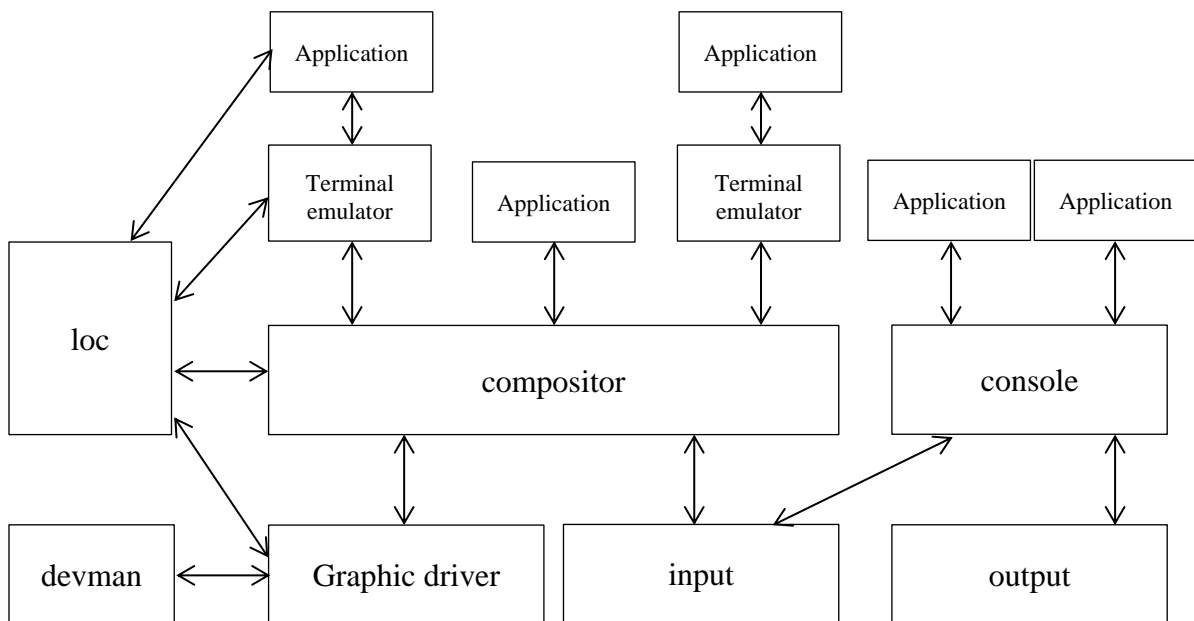 Application
Application
Terminal
emulator
Application
Terminal
emulator
Application
Application
loc
compositor
console
devman
Graphic driver
input
output